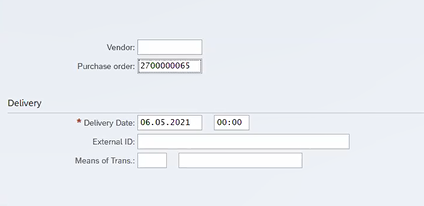 Vendor:
Purchase order: 2700000065
Delivery
* Delivery Date: 06.05.2021 00:00
External ID:
Means of Trans.: